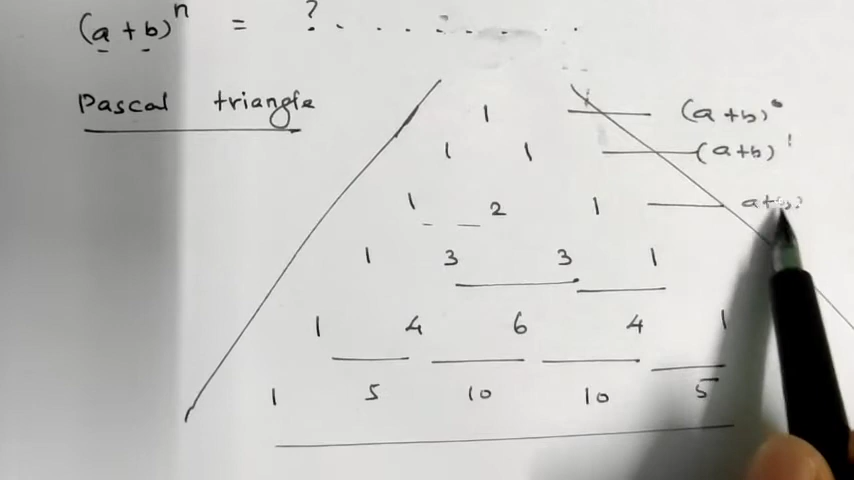 (a + b)ⁿ = ? . . . . . . . . .
Pascal triangle
1 (a + b)⁰
1 1 (a + b)¹
1 2 1
1 3 3 1
1 4 6 4 1
1 5 10 10 5